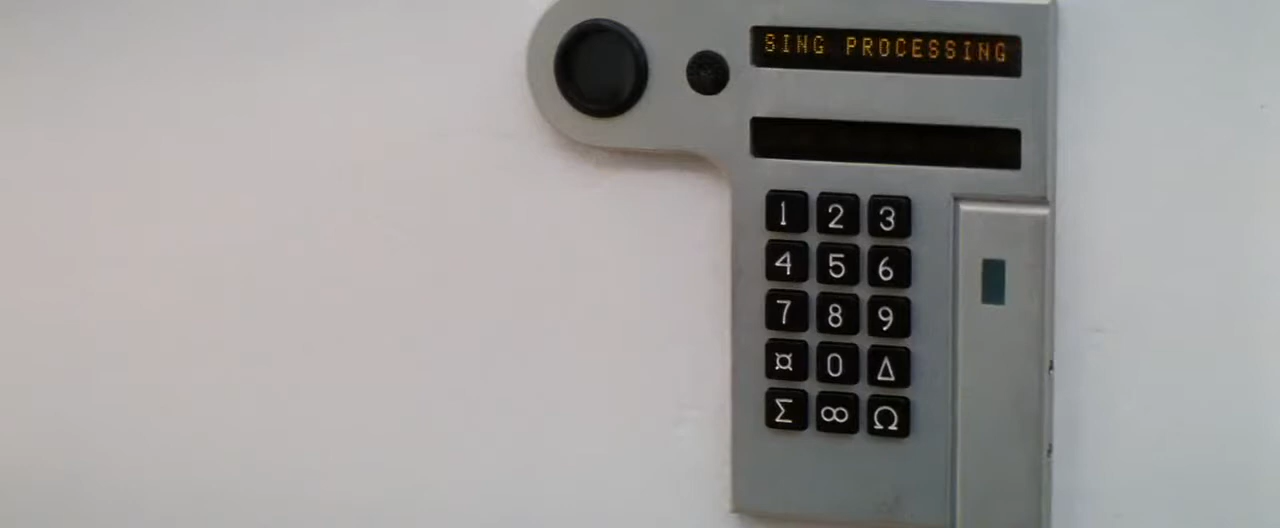 SING PROCESSING
1 2 3
4 5 6
7 8 9
¤ 0 Δ
Σ ∞ Ω